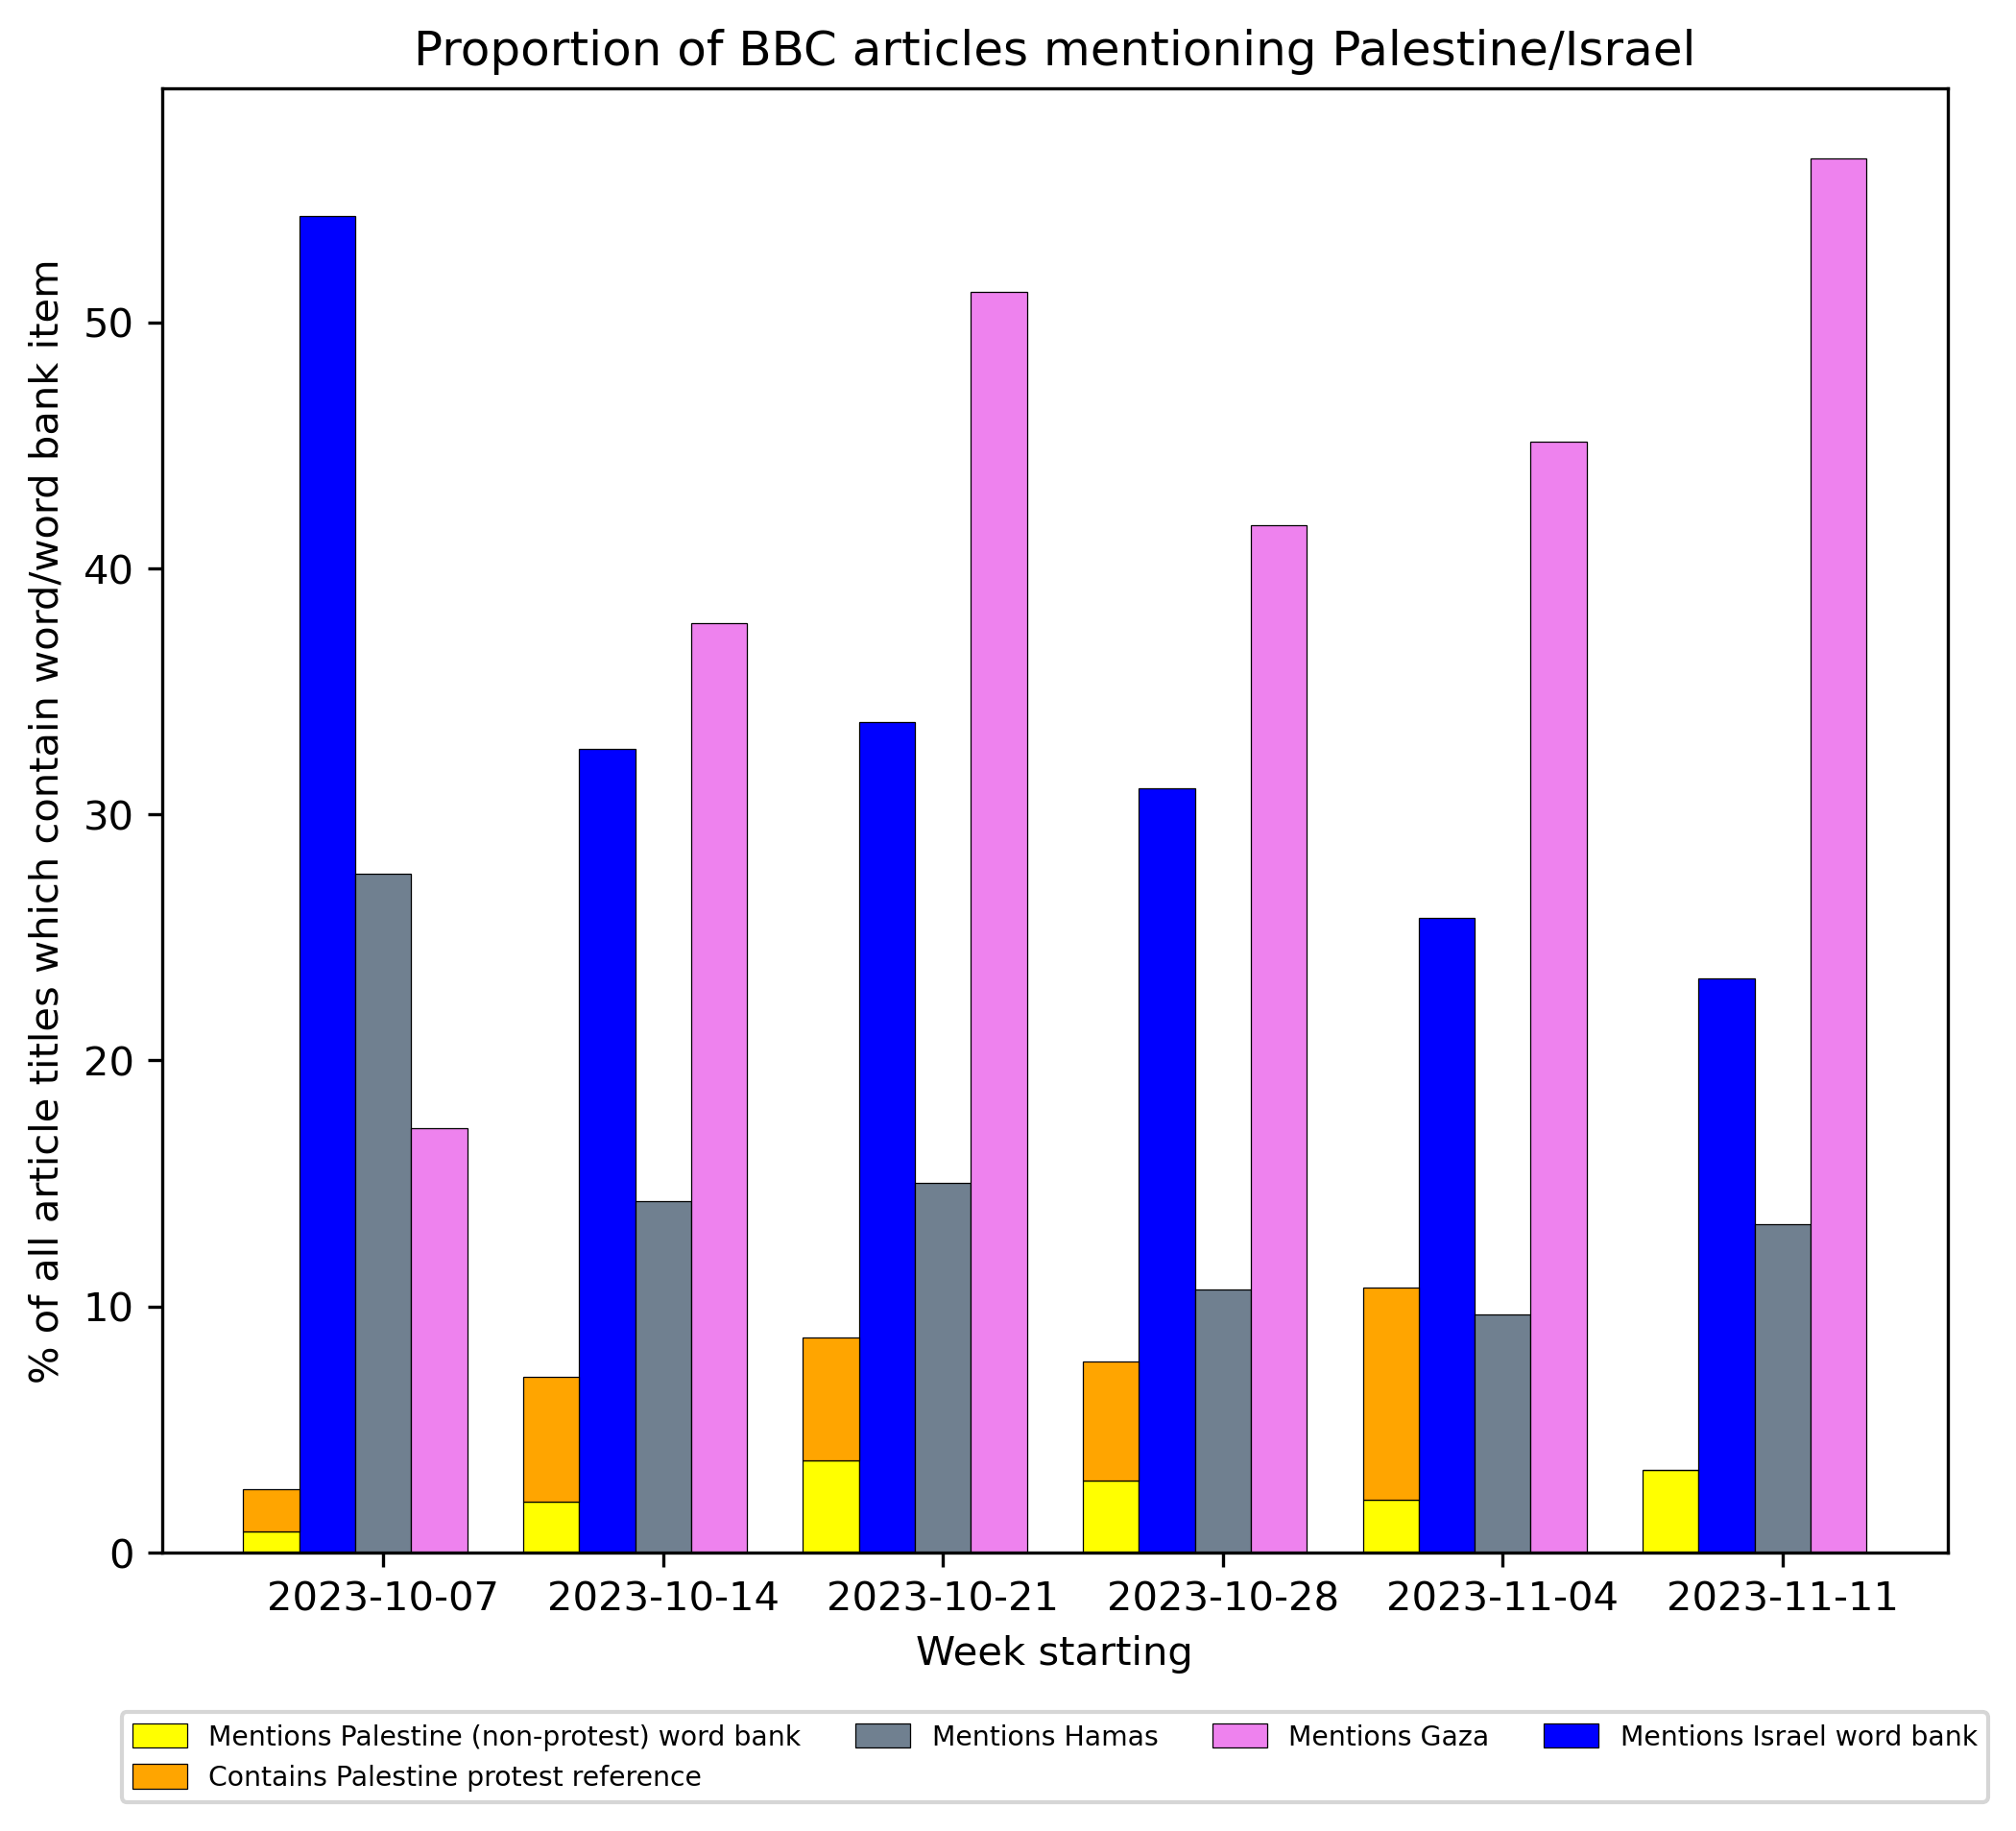 Proportion of BBC articles mentioning Palestine/Israel
% of all article titles which contain word/word bank item
50
40
30
20
10
0
2023-10-07 2023-10-14 2023-10-21 2023-10-28 2023-11-04 2023-11-11
Week starting
Mentions Palestine (non-protest) word bank Mentions Hamas Mentions Gaza Mentions Israel word bank
Contains Palestine protest reference